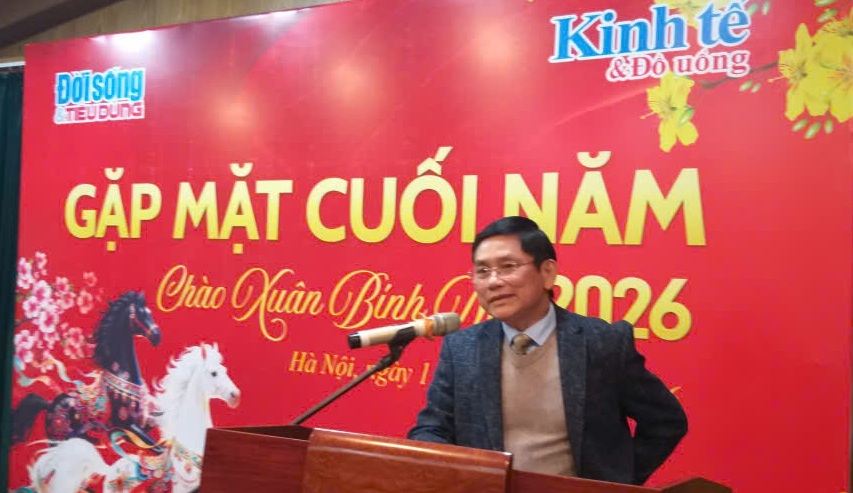 Đời sống
& TIÊU DÙNG
Kinh tế
& Đồ uống
GẶP MẶT CUỐI NĂM
Chào Xuân Bính 2026
Hà Nội, ngày 1